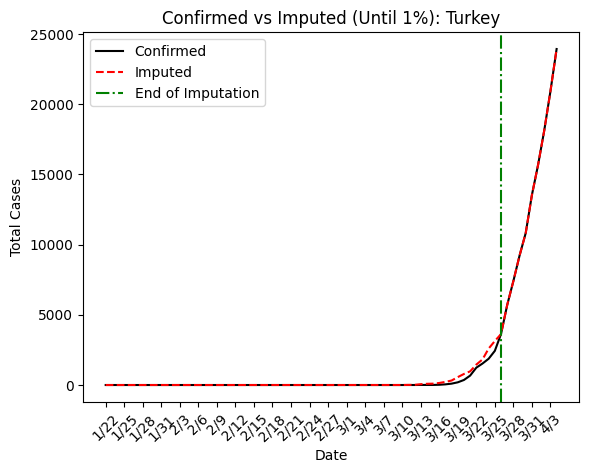 Confirmed vs Imputed (Until 1%): Turkey
Confirmed
Imputed
End of Imputation
Total Cases
25000
20000
15000
10000
5000
0
1/22 1/25 1/28 1/31 2/3 2/6 2/9 2/12 2/15 2/18 2/21 2/24 2/27 3/1 3/4 3/7 3/10 3/13 3/16 3/19 3/22 3/25 3/28 3/31 4/3
Date